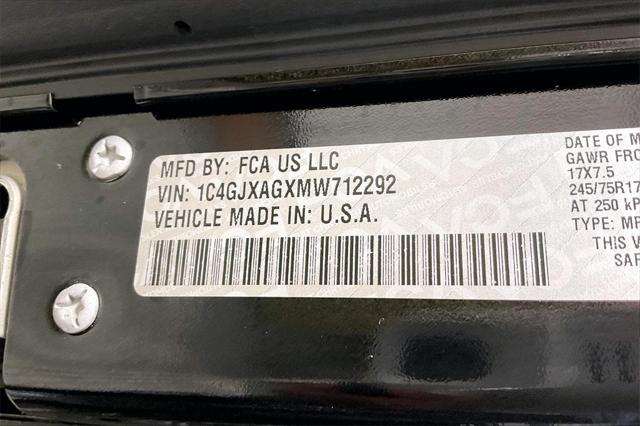 MFD BY: FCA US LLC
VIN: 1C4GJXAGXMW712292
VEHICLE MADE IN: U.S.A.
DATE OF M
GAWR FRO
17X7.5
245/75R17
AT 250 kP
TYPE: MP
THIS V
SAF